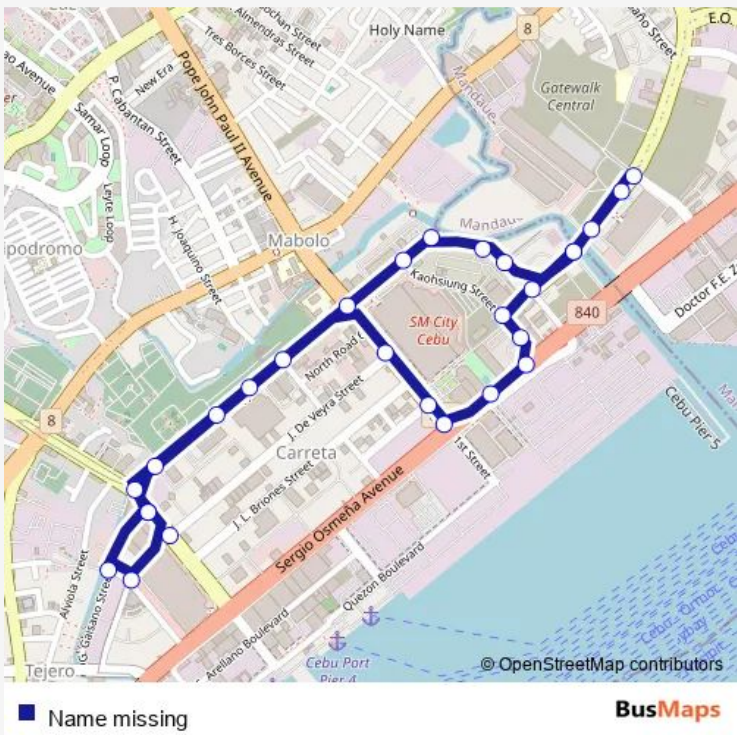 E.O.
8
Holy Name
Tres Borces Street
New Era
Pope John Paul II Avenue
P. Cabantan Street
Samar Loop
Leyte Loop
H. Joaquino Street
Mandaue
Gatewalk
Central
Mabolo
Kaohsiung Street
SM City
Cebu
840
Doctor F.E. Z
North Road
J. De Veyra Street
Carreta
J. L. Briones Street
1st Street
Cebu Pier 5
8
Sergio Osmeña Avenue
Alviola Street
Quezon Boulevard
Arellano Boulevard
Tejero
Cebu Port
Pier 4
© OpenStreetMap contributors
Name missing
BusMaps